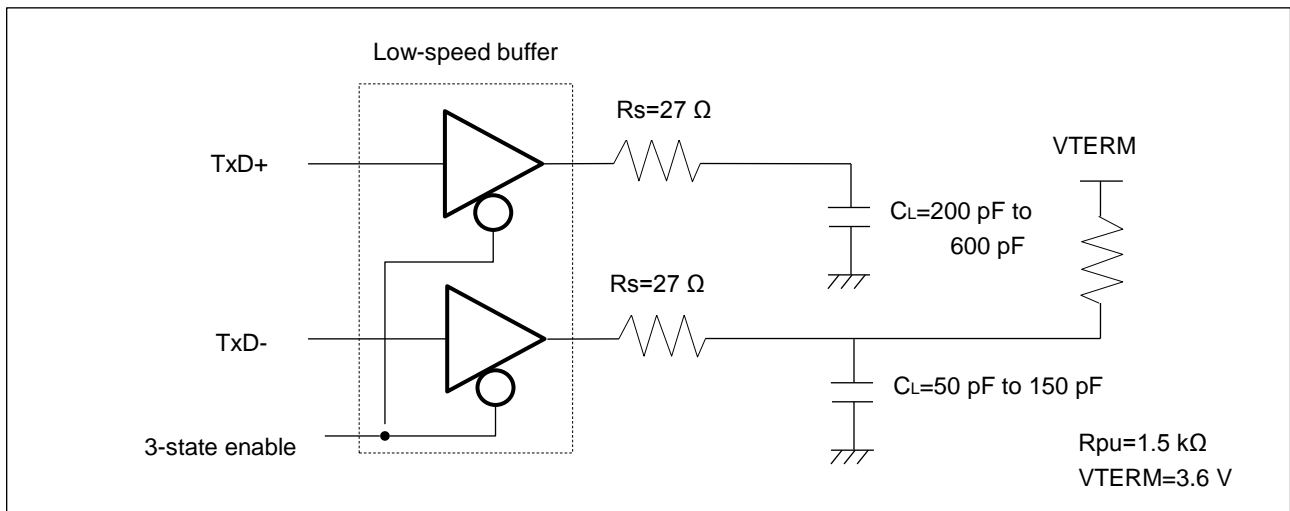 Low-speed buffer
Rs=27 Ω
VTERM
TxD+
CL=200 pF to
600 pF
Rs=27 Ω
TxD-
CL=50 pF to 150 pF
3-state enable
Rpu=1.5 kΩ
VTERM=3.6 V